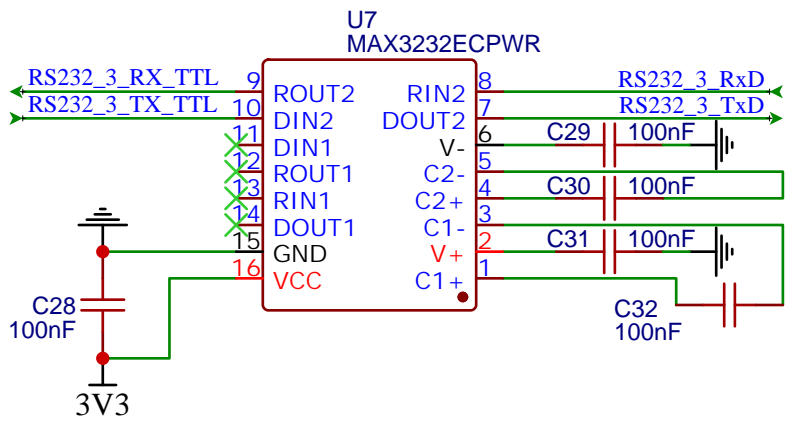 U7
MAX3232ECPWR
RS232_3_RX_TTL 9 ROUT2 RIN2 8 RS232_3_RxD
RS232_3_TX_TTL 10 DIN2 DOUT2 7 RS232_3_TxD
11 DIN1 V- 6 C29 100nF
12 ROUT1 C2- 5
13 RIN1 C2+ 4 C30 100nF
14 DOUT1 C1- 3
15 GND V+ 2 C31 100nF
16 VCC C1+ 1
C28
100nF
C32
100nF
3V3